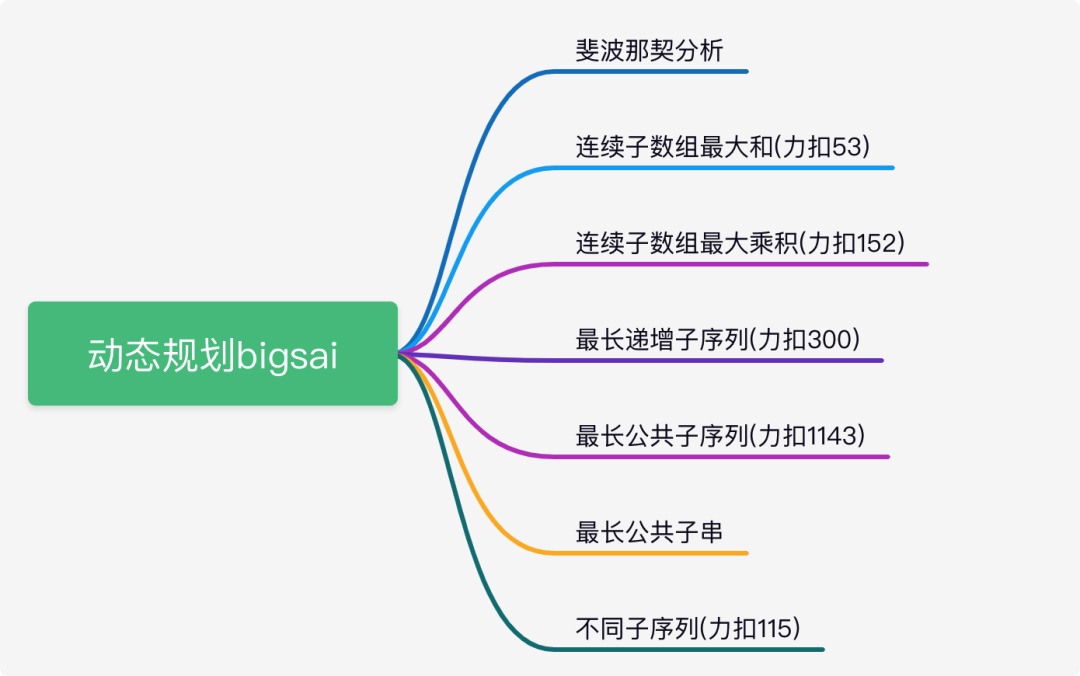 动态规划bigsai
斐波那契分析
连续子数组最大和(力扣53)
连续子数组最大乘积(力扣152)
最长递增子序列(力扣300)
最长公共子序列(力扣1143)
最长公共子串
不同子序列(力扣115)